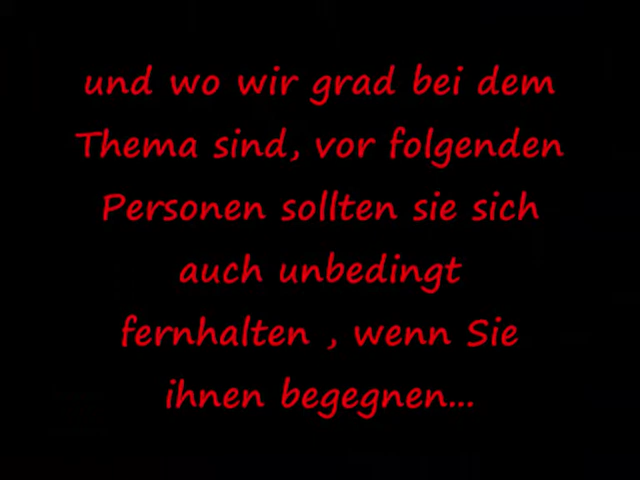 und wo wir grad bei dem
Thema sind, vor folgenden
Personen sollten sie sich
auch unbedingt
fernhalten , wenn Sie
ihnen begegnen...